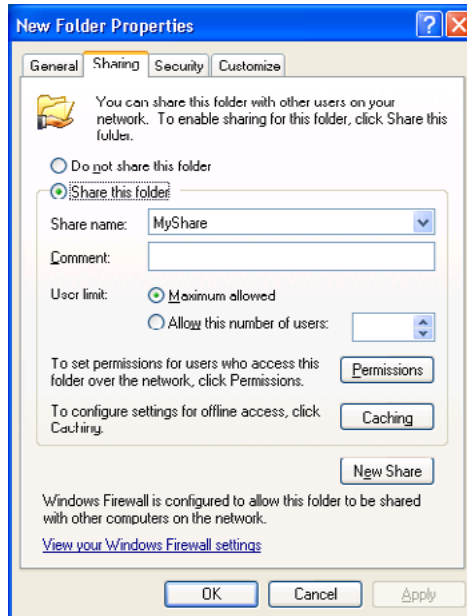 New Folder Properties
General Sharing Security Customize
You can share this folder with other users on your
network. To enable sharing for this folder, click Share this
folder.
Do not share this folder
Share this folder
Share name: MyShare
Comment:
User limit: Maximum allowed
Allow this number of users:
To set permissions for users who access this
folder over the network, click Permissions.
Permissions
To configure settings for offline access, click
Caching.
Caching
New Share
Windows Firewall is configured to allow this folder to be shared
with other computers on the network.
View your Windows Firewall settings
OK Cancel Apply